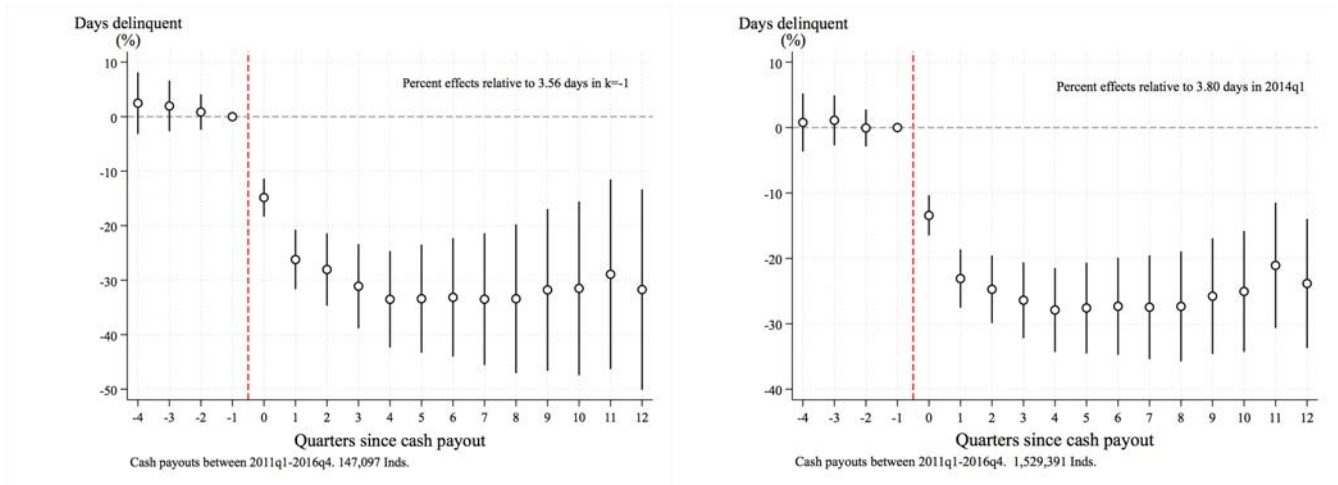 Days delinquent
(%)
10
0
-10
-20
-30
-40
-50
Percent effects relative to 3.56 days in k=-1
-4 -3 -2 -1 0 1 2 3 4 5 6 7 8 9 10 11 12
Quarters since cash payout
Cash payouts between 2011q1-2016q4. 147,097 Inds.
Days delinquent
(%)
10
0
-10
-20
-30
-40
Percent effects relative to 3.80 days in 2014q1
-4 -3 -2 -1 0 1 2 3 4 5 6 7 8 9 10 11 12
Quarters since cash payout
Cash payouts between 2011q1-2016q4. 1,529,391 Inds.